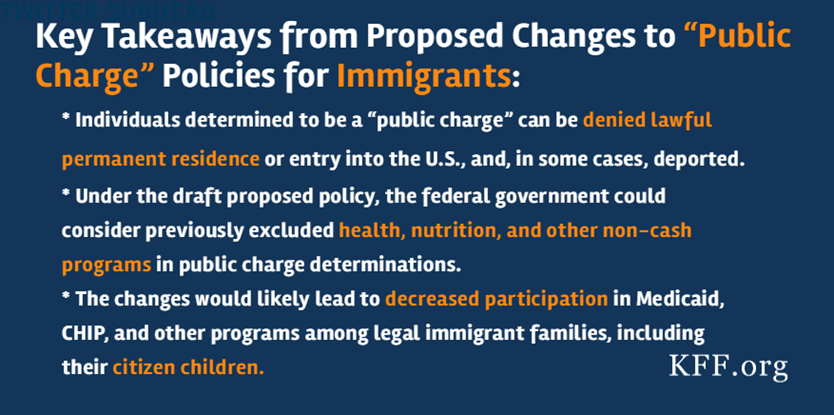 TWITTER SUBHEAD
Key Takeaways from Proposed Changes to “Public
Charge” Policies for Immigrants:
* Individuals determined to be a “public charge” can be denied lawful
permanent residence or entry into the U.S., and, in some cases, deported.
* Under the draft proposed policy, the federal government could
consider previously excluded health, nutrition, and other non-cash
programs in public charge determinations.
* The changes would likely lead to decreased participation in Medicaid,
CHIP, and other programs among legal immigrant families, including
their citizen children.
KFF.org